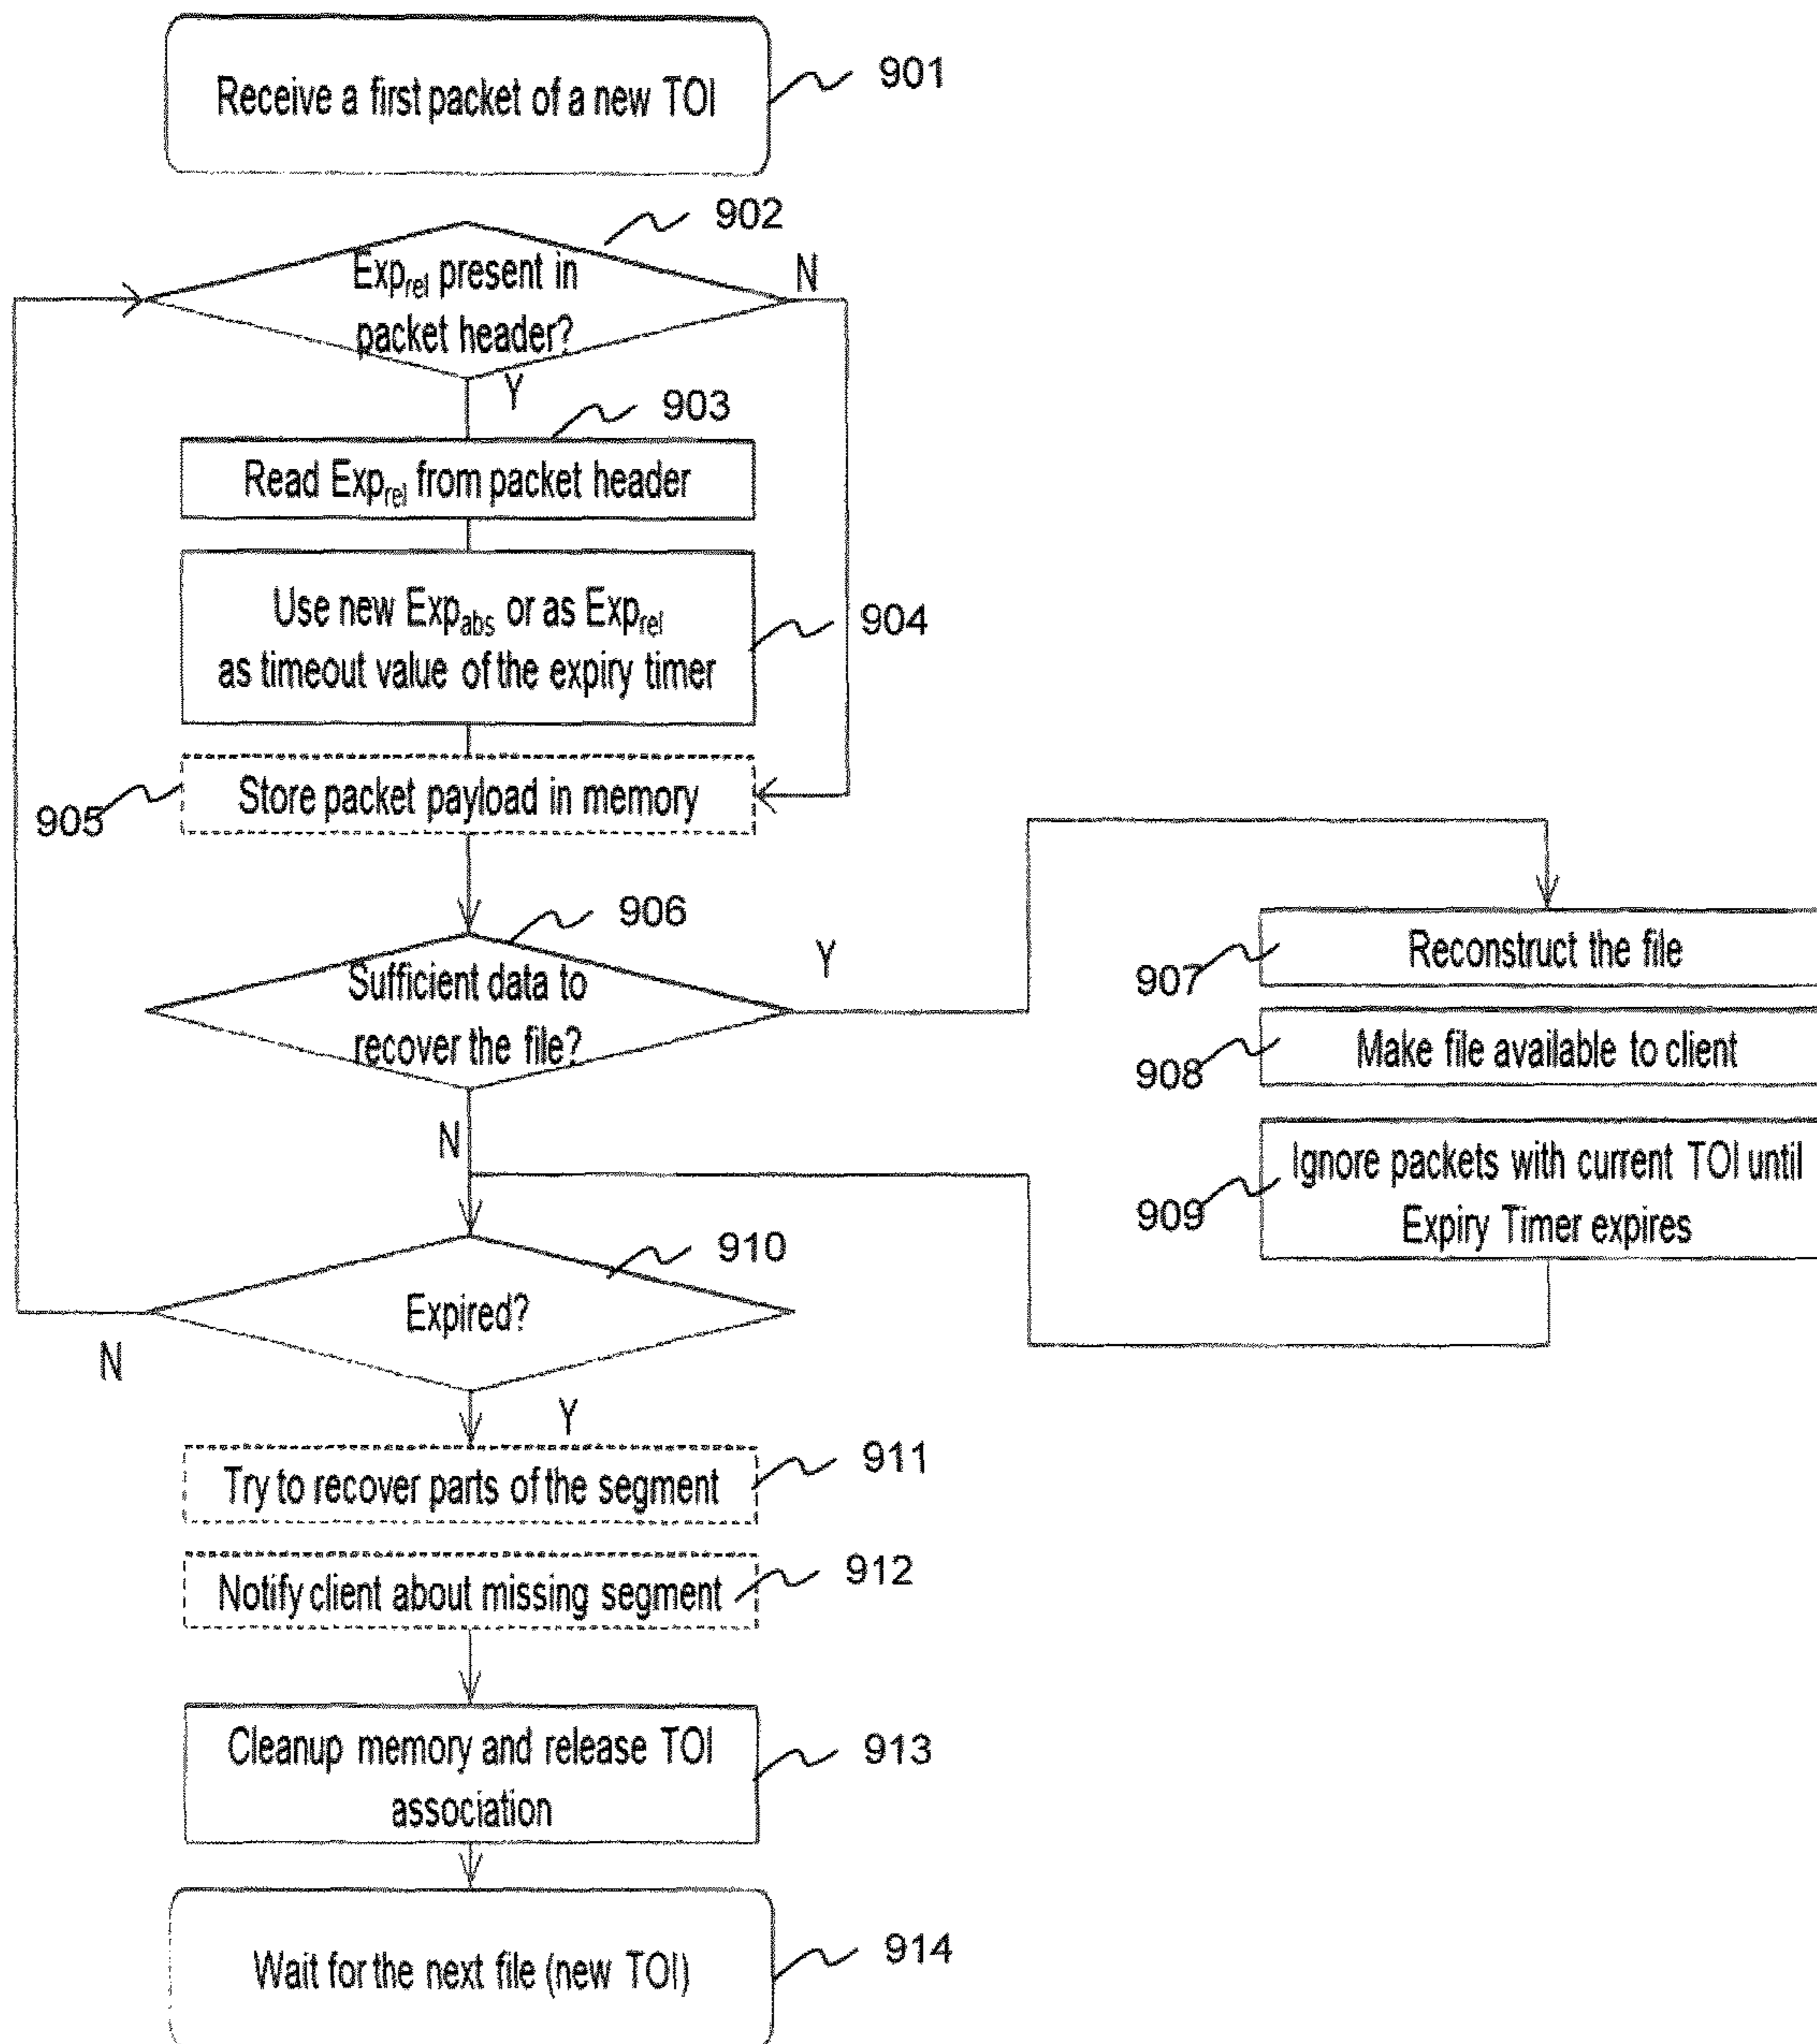 Receive a first packet of a new TOI
901
902
Exprel present in
packet header?
N
Y
903
Read Exprel from packet header
Use new Expabs or as Exprel
as timeout value of the expiry timer
904
Store packet payload in memory
905
906
Sufficient data to
recover the file?
Y
N
Reconstruct the file
907
Make file available to client
908
Ignore packets with current TOI until
Expiry Timer expires
909
910
Expired?
N
Y
Try to recover parts of the segment
911
Notify client about missing segment
912
Cleanup memory and release TOI
association
913
Wait for the next file (new TOI)
914